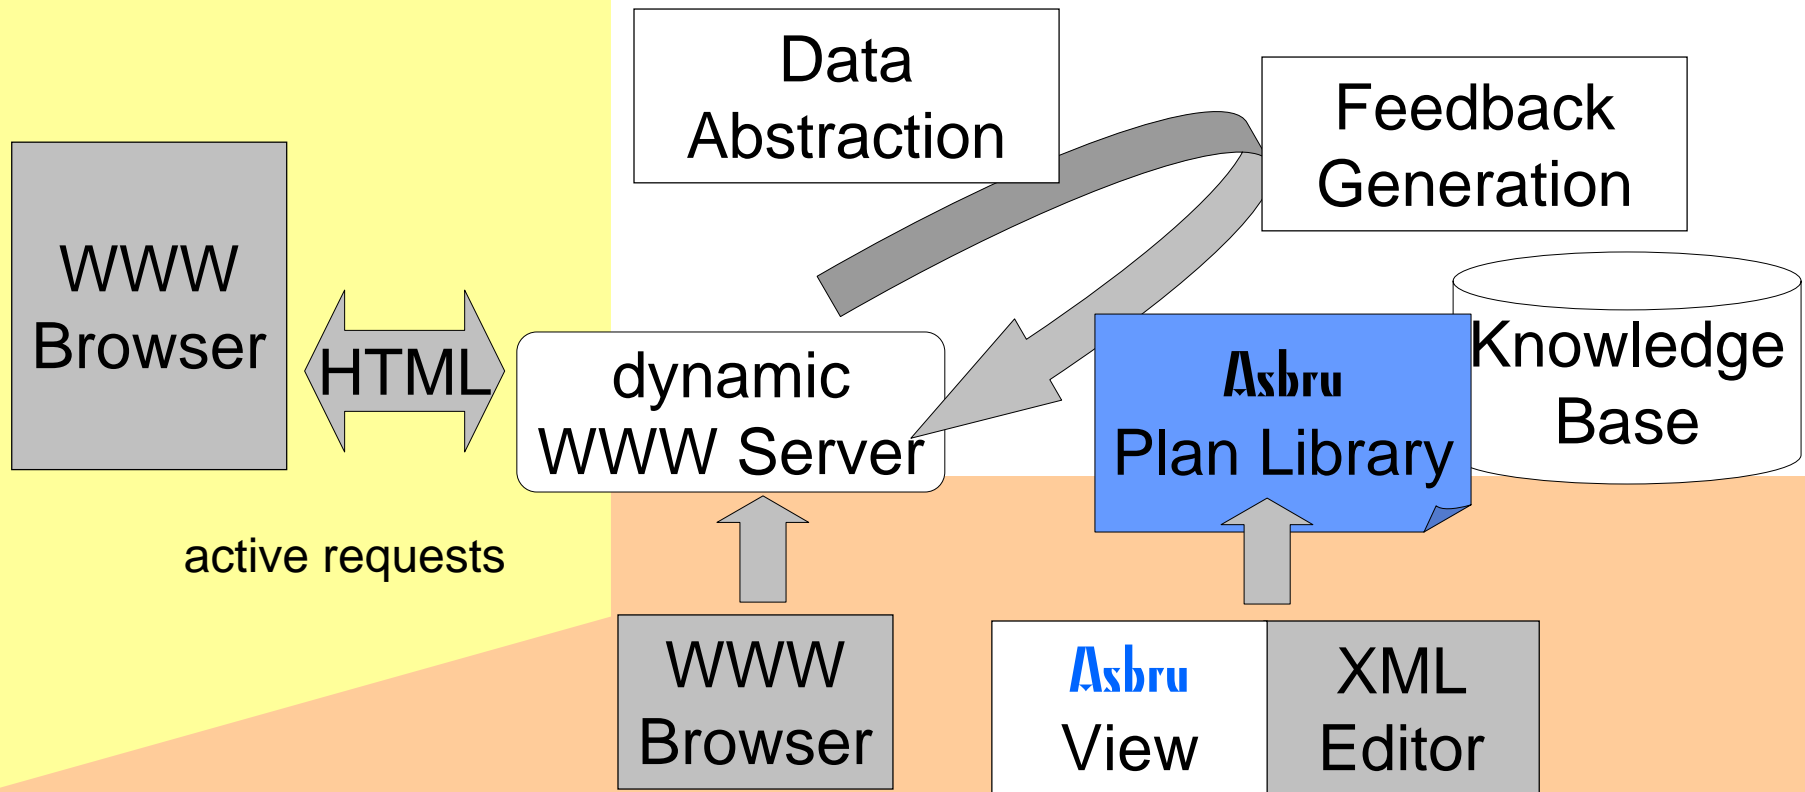 Data
Abstraction
Feedback
Generation
WWW
Browser
HTML
dynamic
WWW Server
Asbru
Plan Library
Knowledge
Base
active requests
WWW
Browser
Asbru
View
XML
Editor